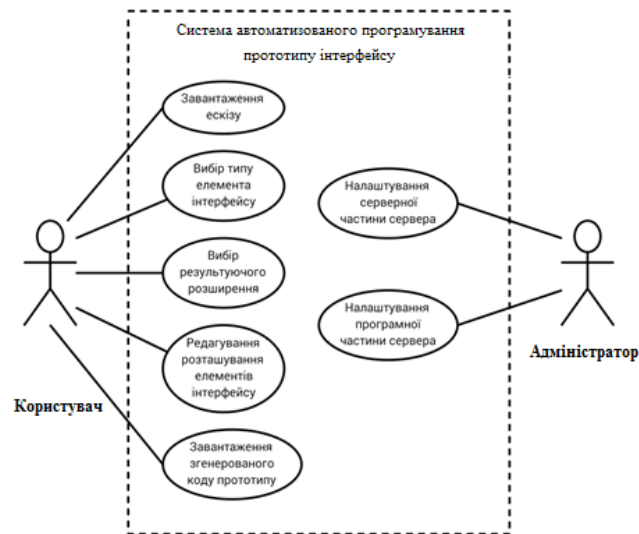 Система автоматизованого програмування
прототипу інтерфейсу
Завантаження
ескізу
Вибір типу
елемента
інтерфейсу
Вибір
результуючого
розширення
Редагування
розташування
елементів
інтерфейсу
Завантаження
згенерованого
коду прототипу
Користувач
Налаштування
серверної
частини сервера
Налаштування
програмної
частини сервера
Адміністратор